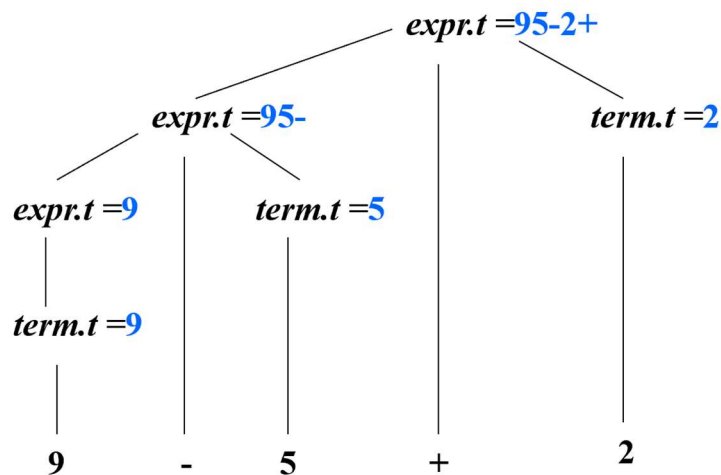 expr.t =95-2+
expr.t =95-
term.t =2
expr.t =9
term.t =5
term.t =9
9 - 5 + 2